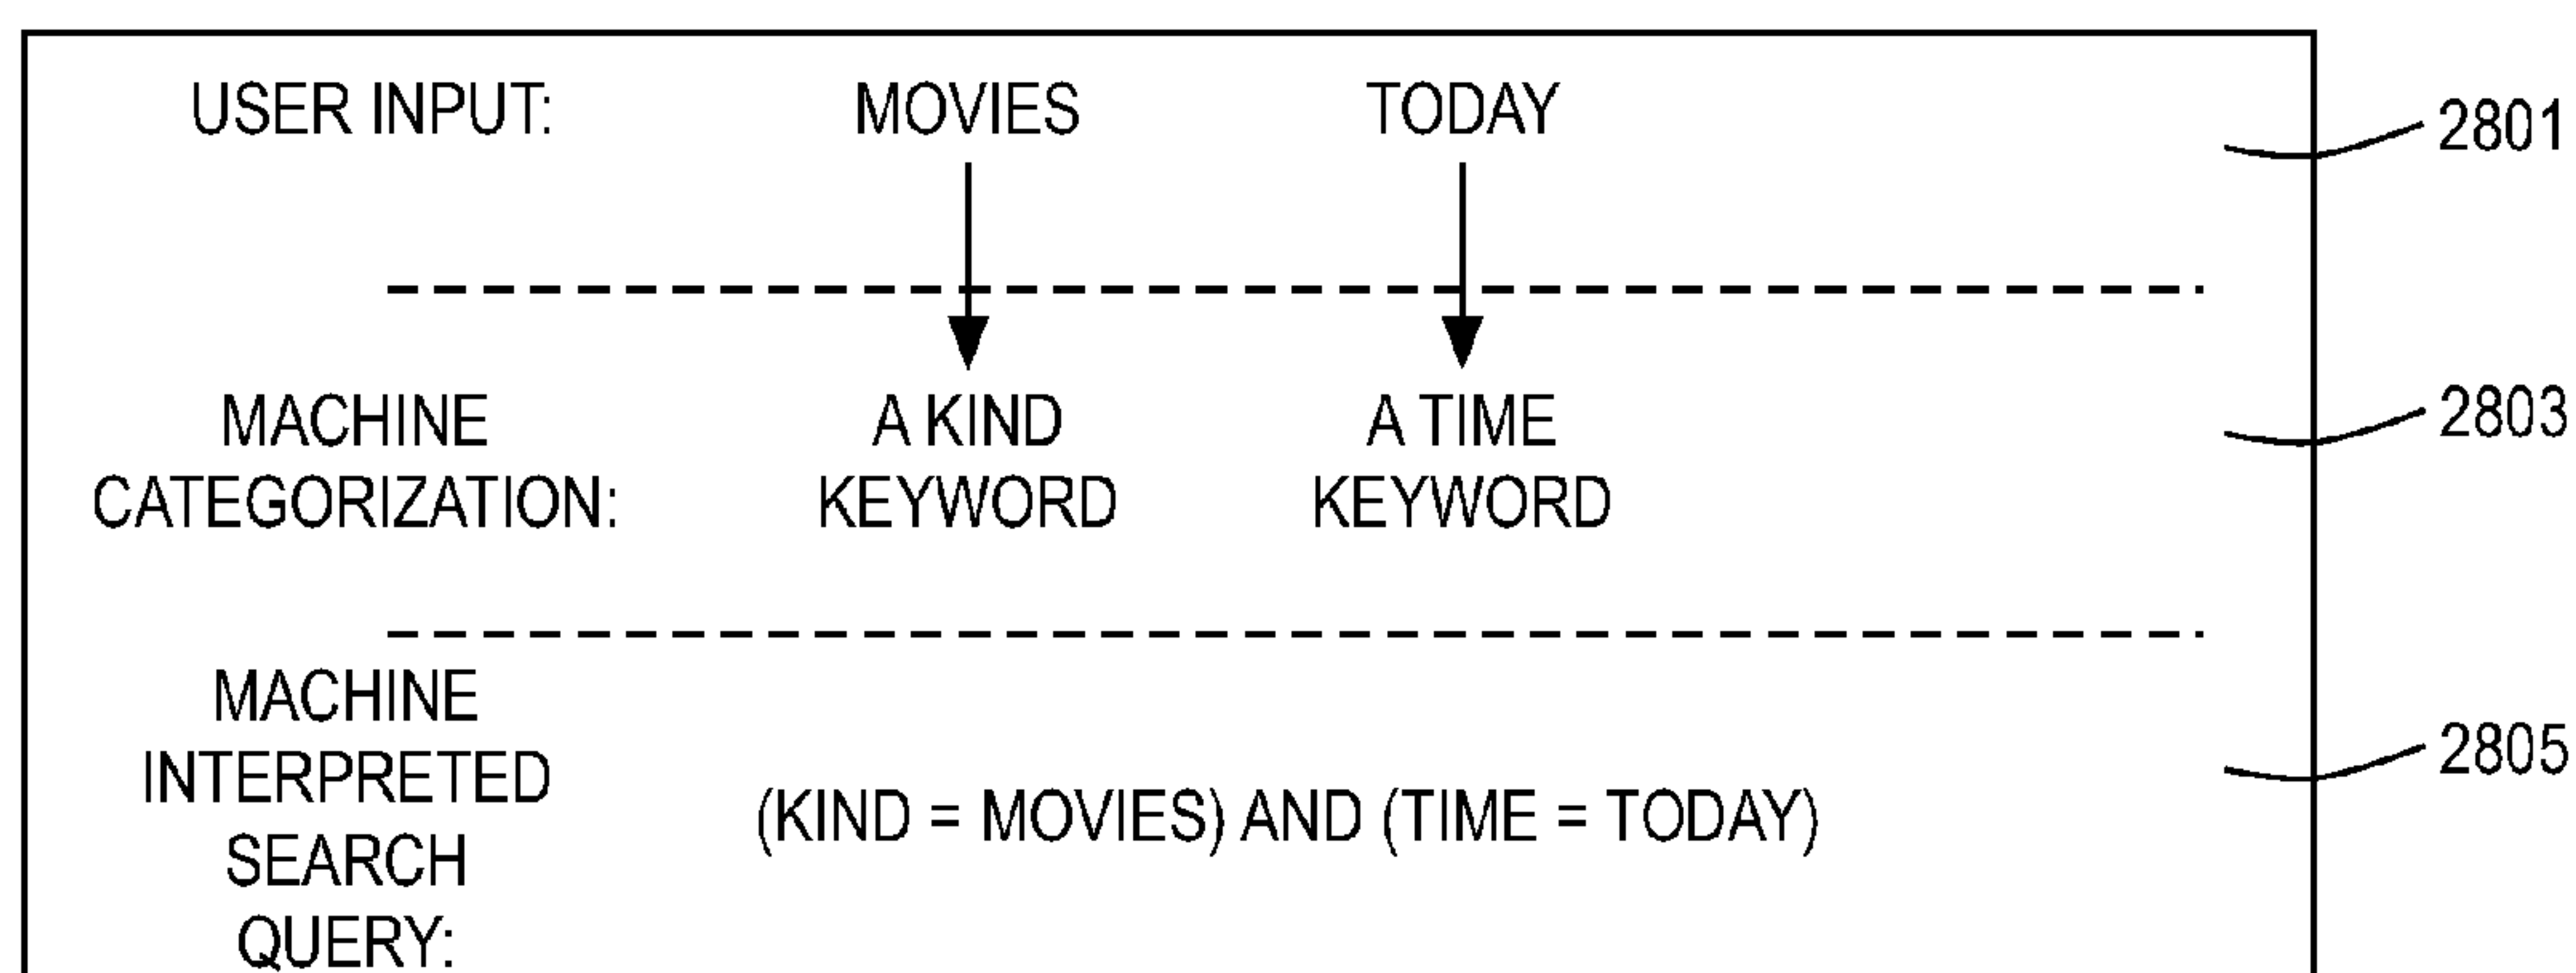 USER INPUT: MOVIES TODAY 2801
MACHINE A KIND A TIME 2803
CATEGORIZATION: KEYWORD KEYWORD
MACHINE
INTERPRETED 2805
SEARCH (KIND = MOVIES) AND (TIME = TODAY)
QUERY: